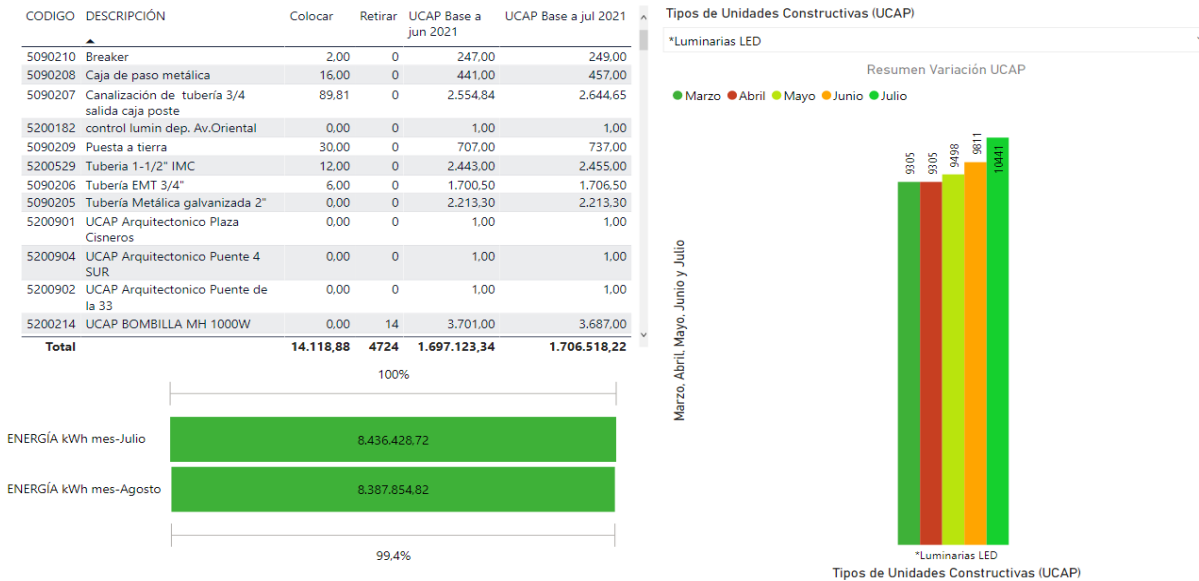 CODIGO DESCRIPCIÓN Colocar Retirar UCAP Base a jun 2021 UCAP Base a jul 2021
5090210 Breaker 2,00 0 247,00 249,00
5090208 Caja de paso metálica 16,00 0 441,00 457,00
5090207 Canalización de tubería 3/4 salida caja poste 89,81 0 2.554,84 2.644,65
5200182 control lumin dep. Av.Oriental 0,00 0 1,00 1,00
5090209 Puesta a tierra 30,00 0 707,00 737,00
5200529 Tuberia 1-1/2" IMC 12,00 0 2.443,00 2.455,00
5090206 Tubería EMT 3/4" 6,00 0 1.700,50 1.706,50
5090205 Tubería Metálica galvanizada 2" 0,00 0 2.213,30 2.213,30
5200901 UCAP Arquitectonico Plaza Cisneros 0,00 0 1,00 1,00
5200904 UCAP Arquitectonico Puente 4 SUR 0,00 0 1,00 1,00
5200902 UCAP Arquitectonico Puente de la 33 0,00 0 1,00 1,00
5200214 UCAP BOMBILLA MH 1000W 0,00 14 3.701,00 3.687,00
Total 14.118,88 4724 1.697.123,34 1.706.518,22
100%
ENERGÍA kWh mes-Julio 8.436.428,72
ENERGÍA kWh mes-Agosto 8.387.854,82
99,4%
Tipos de Unidades Constructivas (UCAP)
*Luminarias LED
Resumen Variación UCAP
Marzo Abril Mayo Junio Julio
Marzo, Abril, Mayo, Junio y Julio
9305 9305 9498 9811 10441
*Luminarias LED
Tipos de Unidades Constructivas (UCAP)